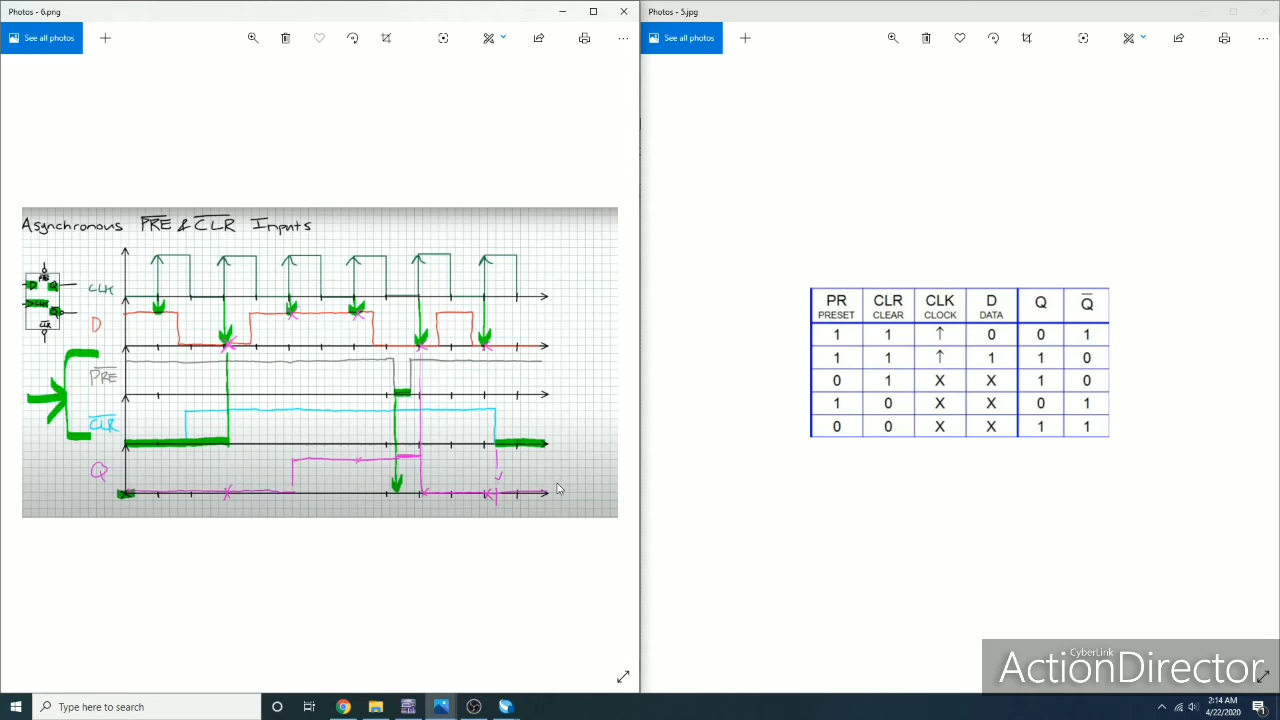 Photos - 6.png
Photos - 5.jpg
See all photos
See all photos
Asynchronous PRE & CLR Inputs
CLK
D
PRE
CLR
Q
PR CLR CLK D Q Q
PRESET CLEAR CLOCK DATA
1 1 ↑ 0 0 1
1 1 ↑ 1 1 0
0 1 X X 1 0
1 0 X X 0 1
0 0 X X 1 1
CyberLink
ActionDirector
Type here to search
2:14 AM
4/22/2020